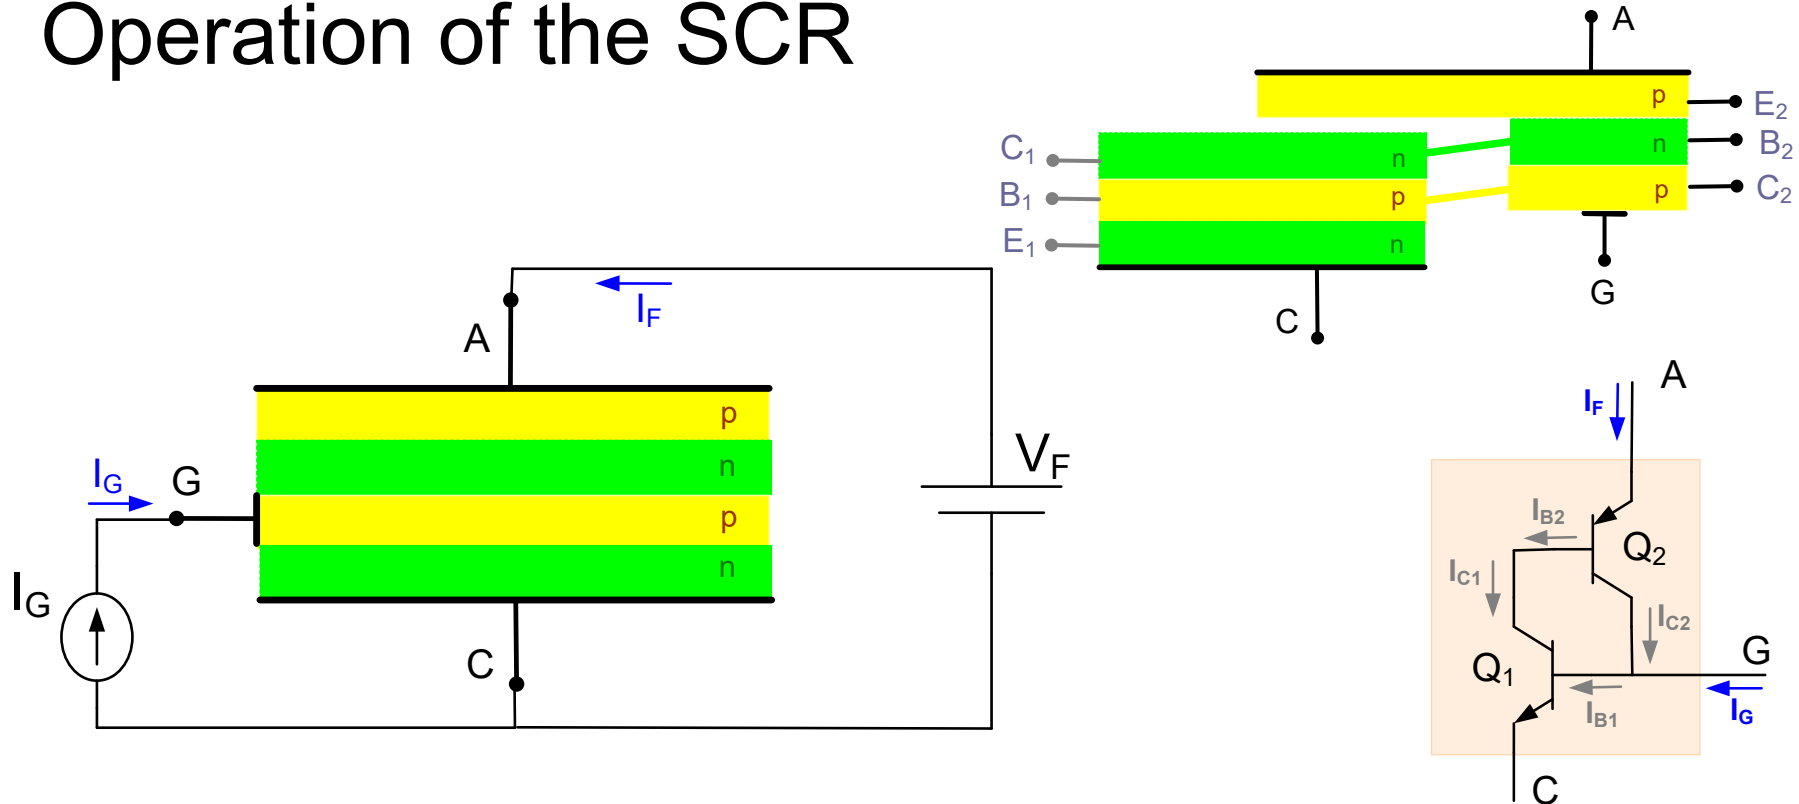 Operation of the SCR
A
p
E2
n
B2
p
C2
G
C1
n
B1
p
E1
n
C
IF
A
p
n
p
n
IG
G
IG
C
VF
A
IF
IB2
Q2
IC1
IC2
G
Q1
IB1
IG
C